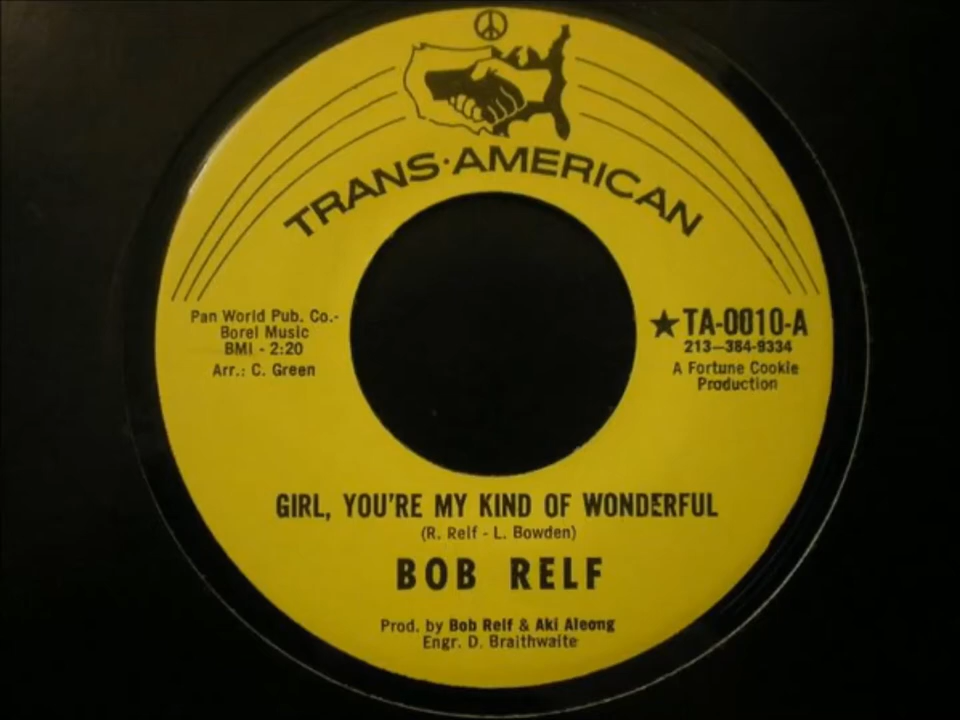 TRANS·AMERICAN
Pan World Pub. Co.-
Borel Music
BMI - 2:20
Arr.: C. Green
★TA-0010-A
213-384-9334
A Fortune Cookie
Production
GIRL, YOU'RE MY KIND OF WONDERFUL
(R. Relf - L. Bowden)
BOB RELF
Prod. by Bob Relf & Aki Aleong
Engr. D. Braithwaite